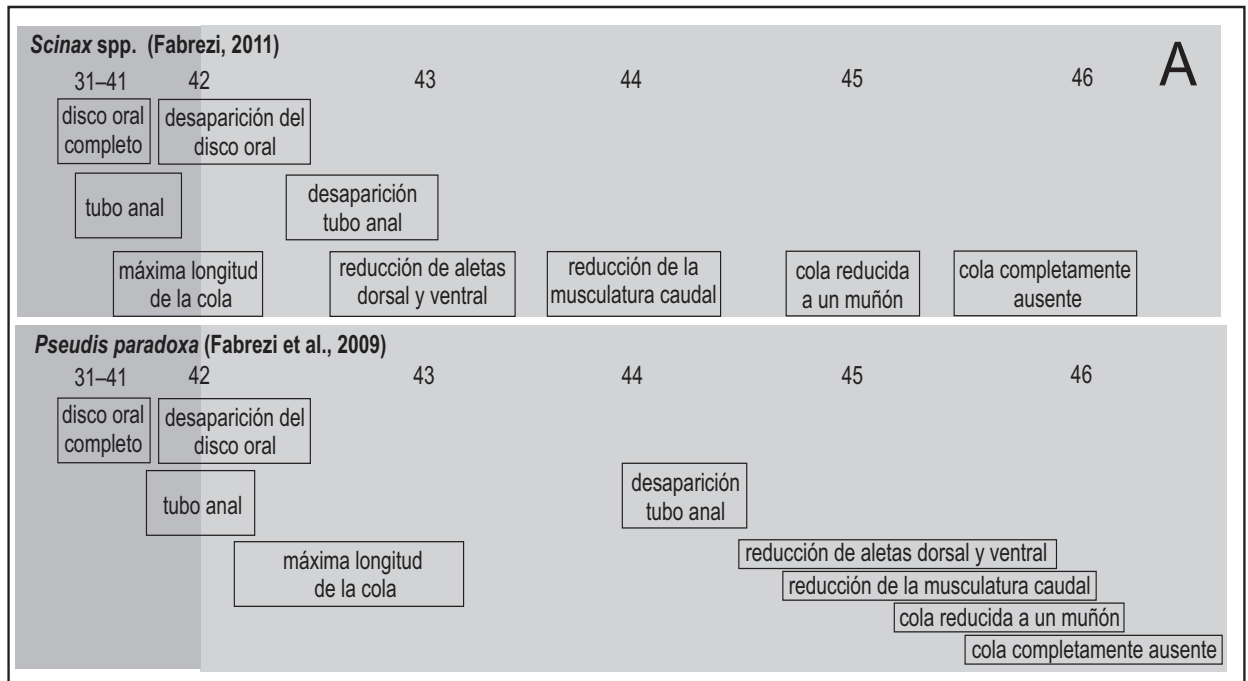 Scinax spp. (Fabrezi, 2011)
A
31–41 42 43 44 45 46
disco oral
completo
desaparición del
disco oral
tubo anal
desaparición
tubo anal
máxima longitud
de la cola
reducción de aletas
dorsal y ventral
reducción de la
musculatura caudal
cola reducida
a un muñón
cola completamente
ausente
Pseudis paradoxa (Fabrezi et al., 2009)
31–41 42 43 44 45 46
disco oral
completo
desaparición del
disco oral
tubo anal
desaparición
tubo anal
máxima longitud
de la cola
reducción de aletas dorsal y ventral
reducción de la musculatura caudal
cola reducida a un muñón
cola completamente ausente